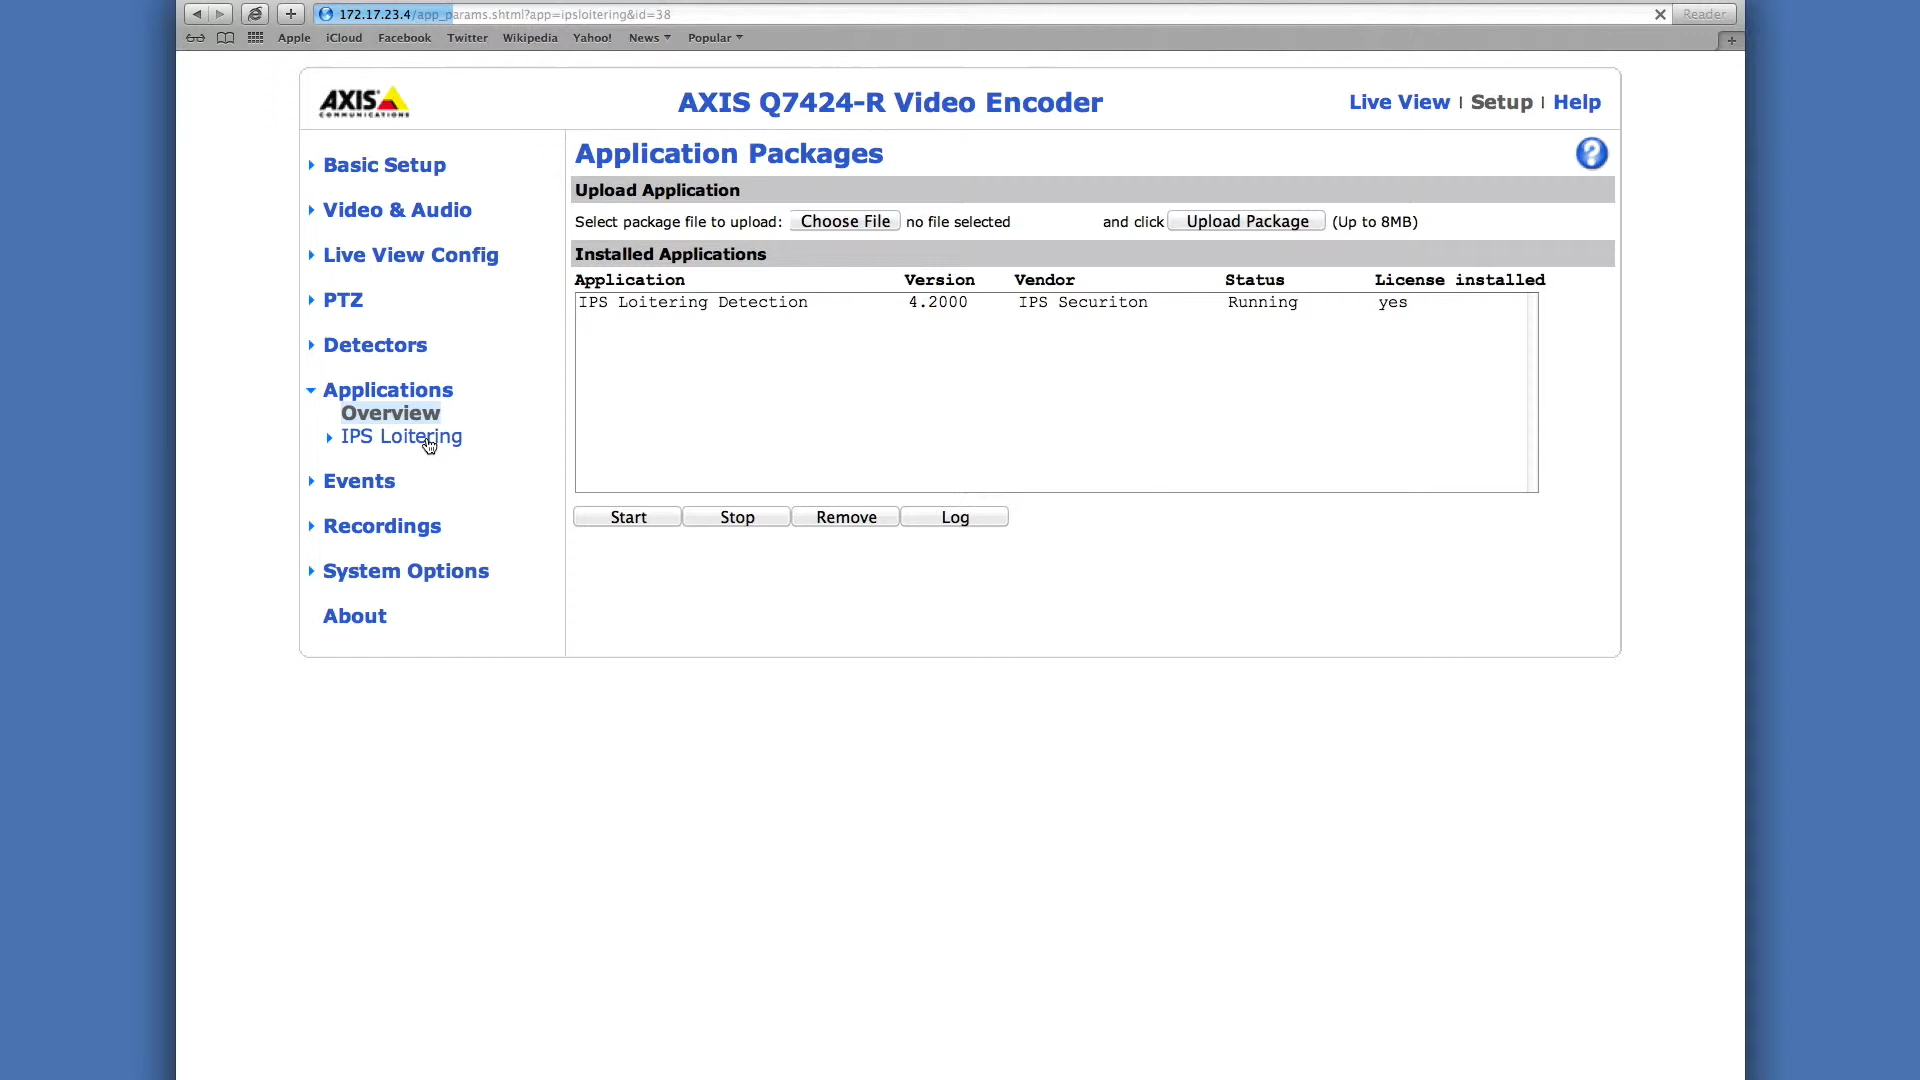 172.17.23.4/app_params.shtml?app=ipsloitering&id=38
Reader
Apple iCloud Facebook Twitter Wikipedia Yahoo! News Popular
AXIS
COMMUNICATIONS
AXIS Q7424-R Video Encoder
Live View | Setup | Help
Basic Setup
Video & Audio
Live View Config
PTZ
Detectors
Applications
Overview
IPS Loitering
Events
Recordings
System Options
About
Application Packages
Upload Application
Select package file to upload: Choose File no file selected and click Upload Package (Up to 8MB)
Installed Applications
Application Version Vendor Status License installed
IPS Loitering Detection 4.2000 IPS Securiton Running yes
Start Stop Remove Log